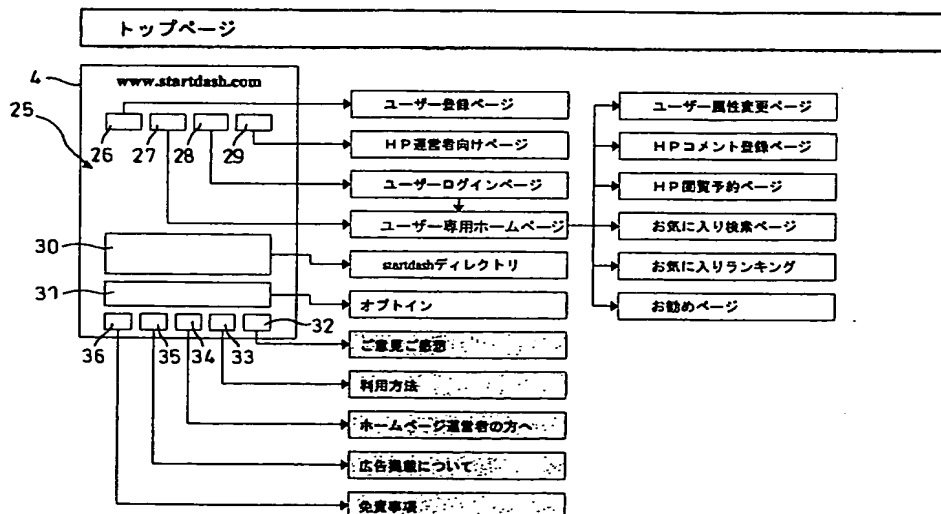 トップページ
4
www.startdash.com
25
26
27
28
29
30
31
32
36
35
34
33
ユーザー登録ページ
HP運営者向けページ
ユーザーログインページ
ユーザー専用ホームページ
startdashディレクトリ
オプトイン
ご意見ご感想
利用方法
ホームページ運営者の方へ
広告掲載について
免責事項
ユーザー属性変更ページ
HPコメント登録ページ
HP閲覧予約ページ
お気に入り検索ページ
お気に入りランキング
お勧めページ